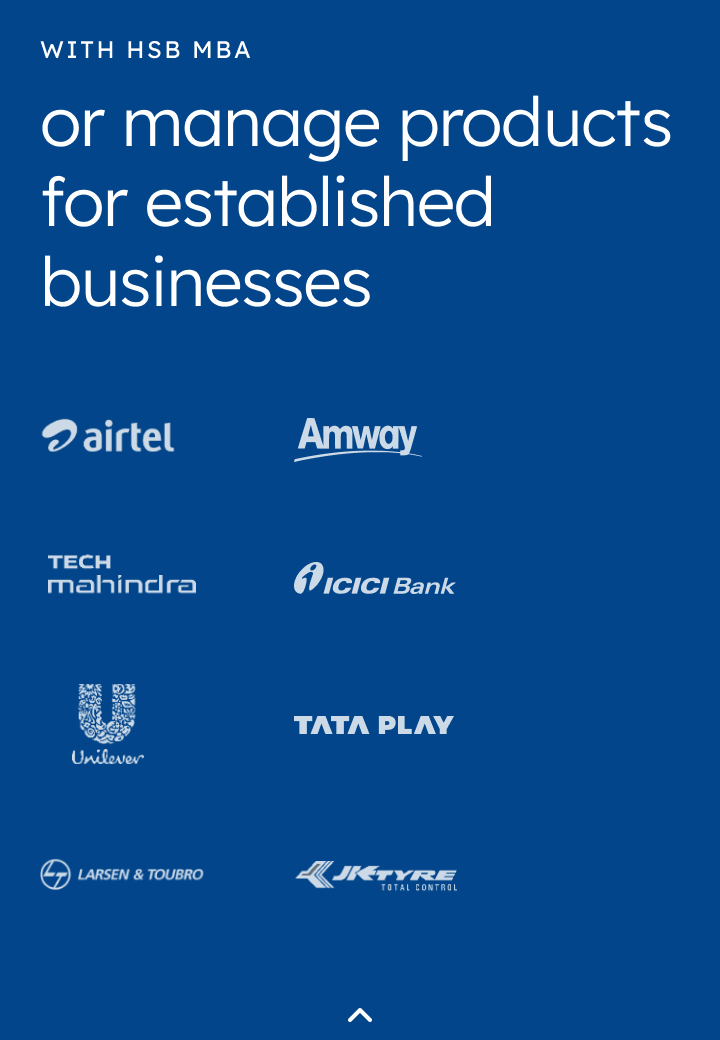 WITH HSB MBA
or manage products
for established
businesses
airtel
Amway
TECH
mahindra
ICICI Bank
Unilever
TATA PLAY
LARSEN & TOUBRO
JK TYRE
TOTAL CONTROL